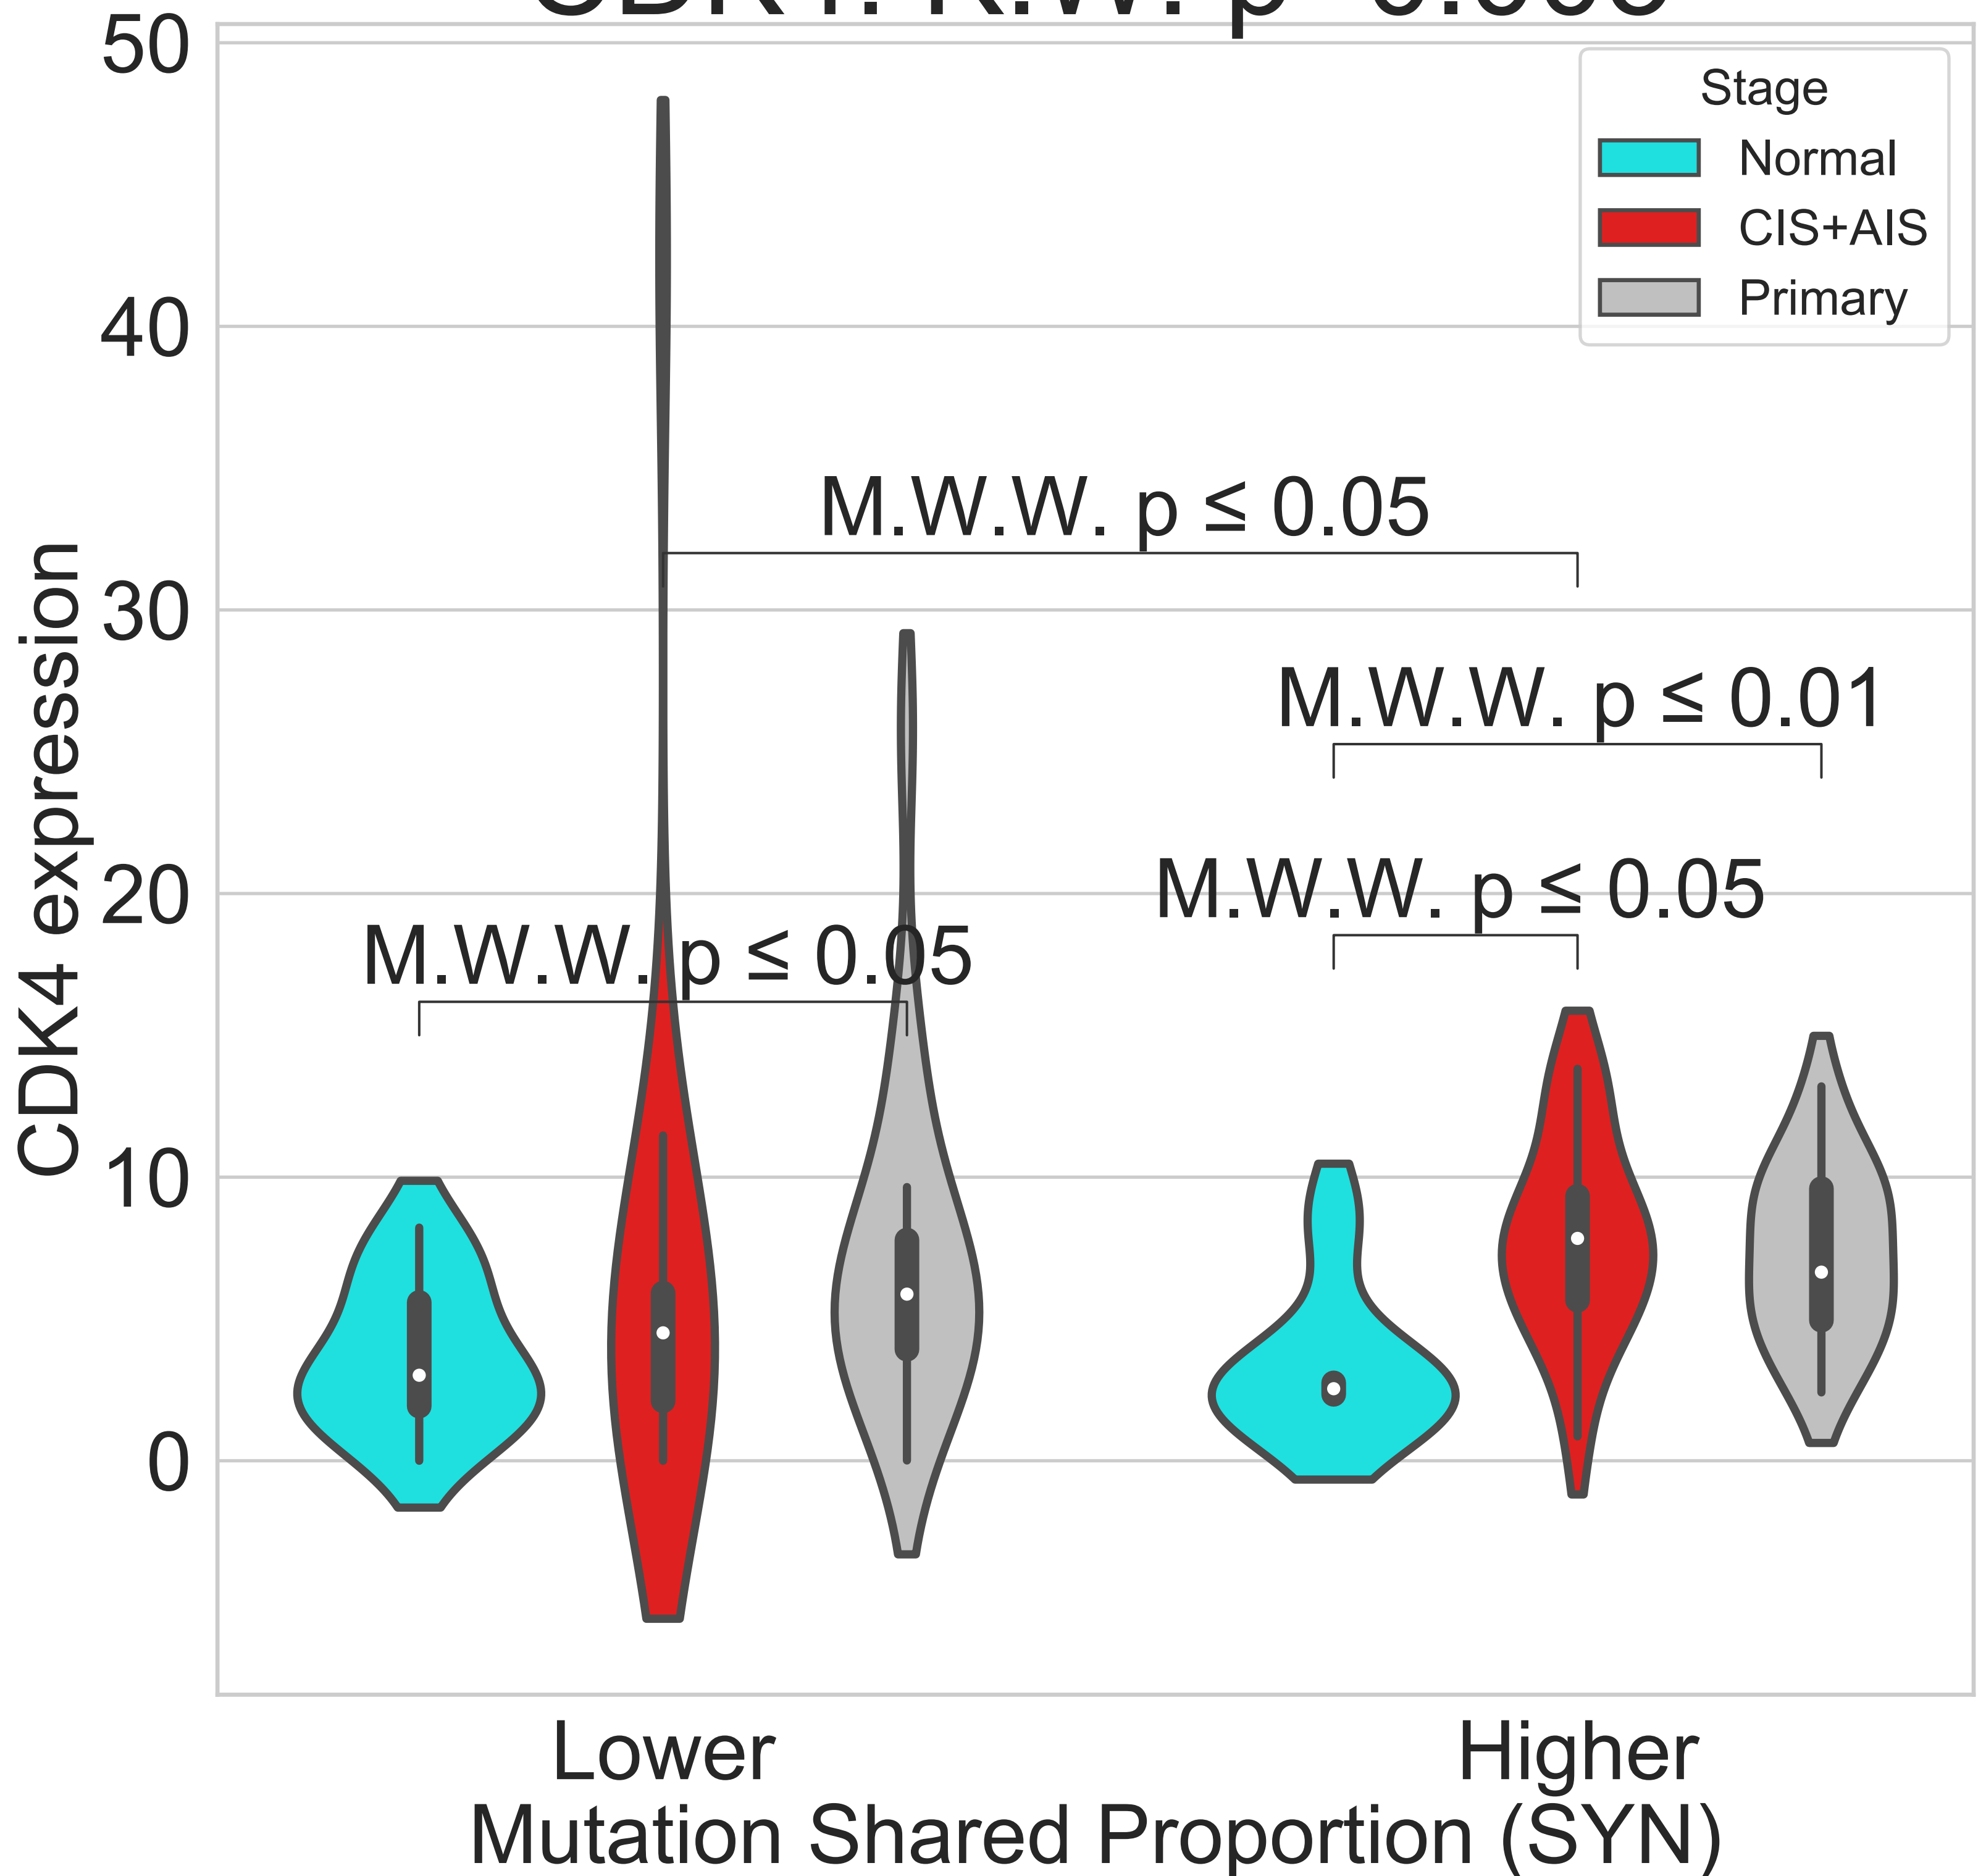 50
Stage
Normal
CIS+AIS
Primary
40
M.W.W. p ≤ 0.05
30
M.W.W. p ≤ 0.01
M.W.W. p ≤ 0.05
20
M.W.W. p ≤ 0.05
10
0
CDK4 expression
Lower
Higher
Mutation Shared Proportion (SYN)